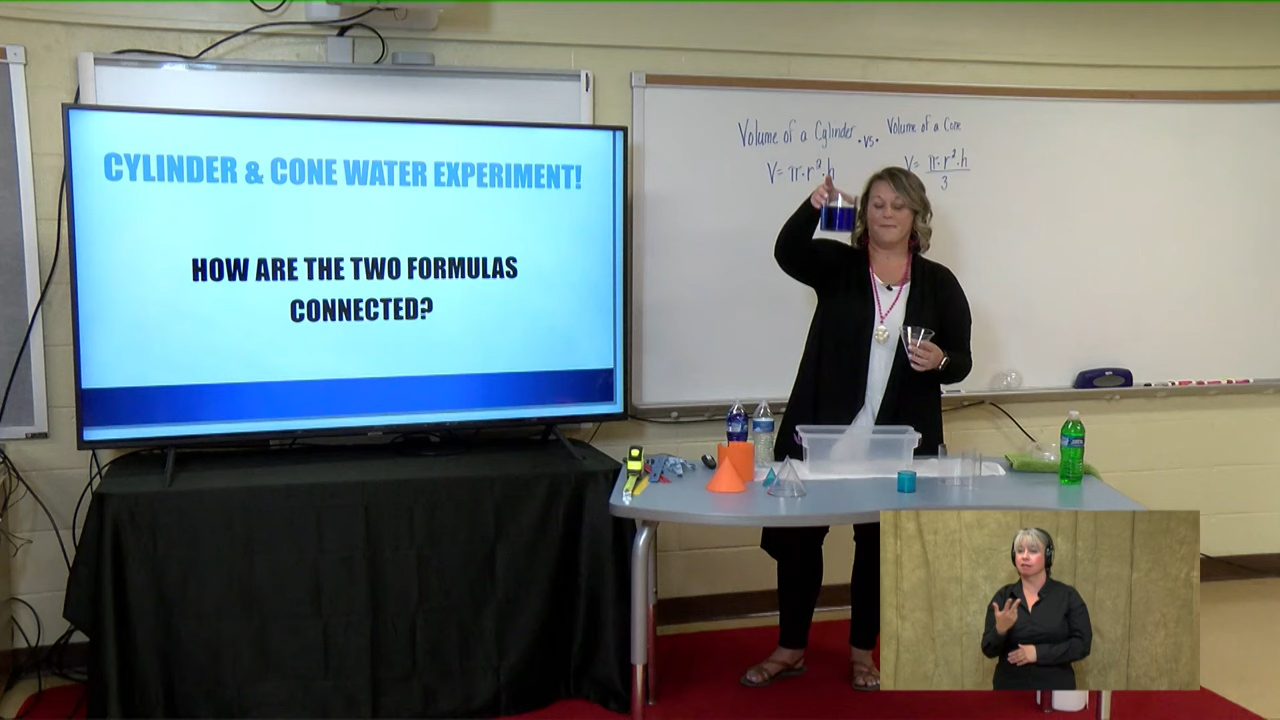 CYLINDER & CONE WATER EXPERIMENT!
HOW ARE THE TWO FORMULAS
CONNECTED?
Volume of a Cylinder .vs. Volume of a Cone
V= π·r²·h
V= π·r²·h
3